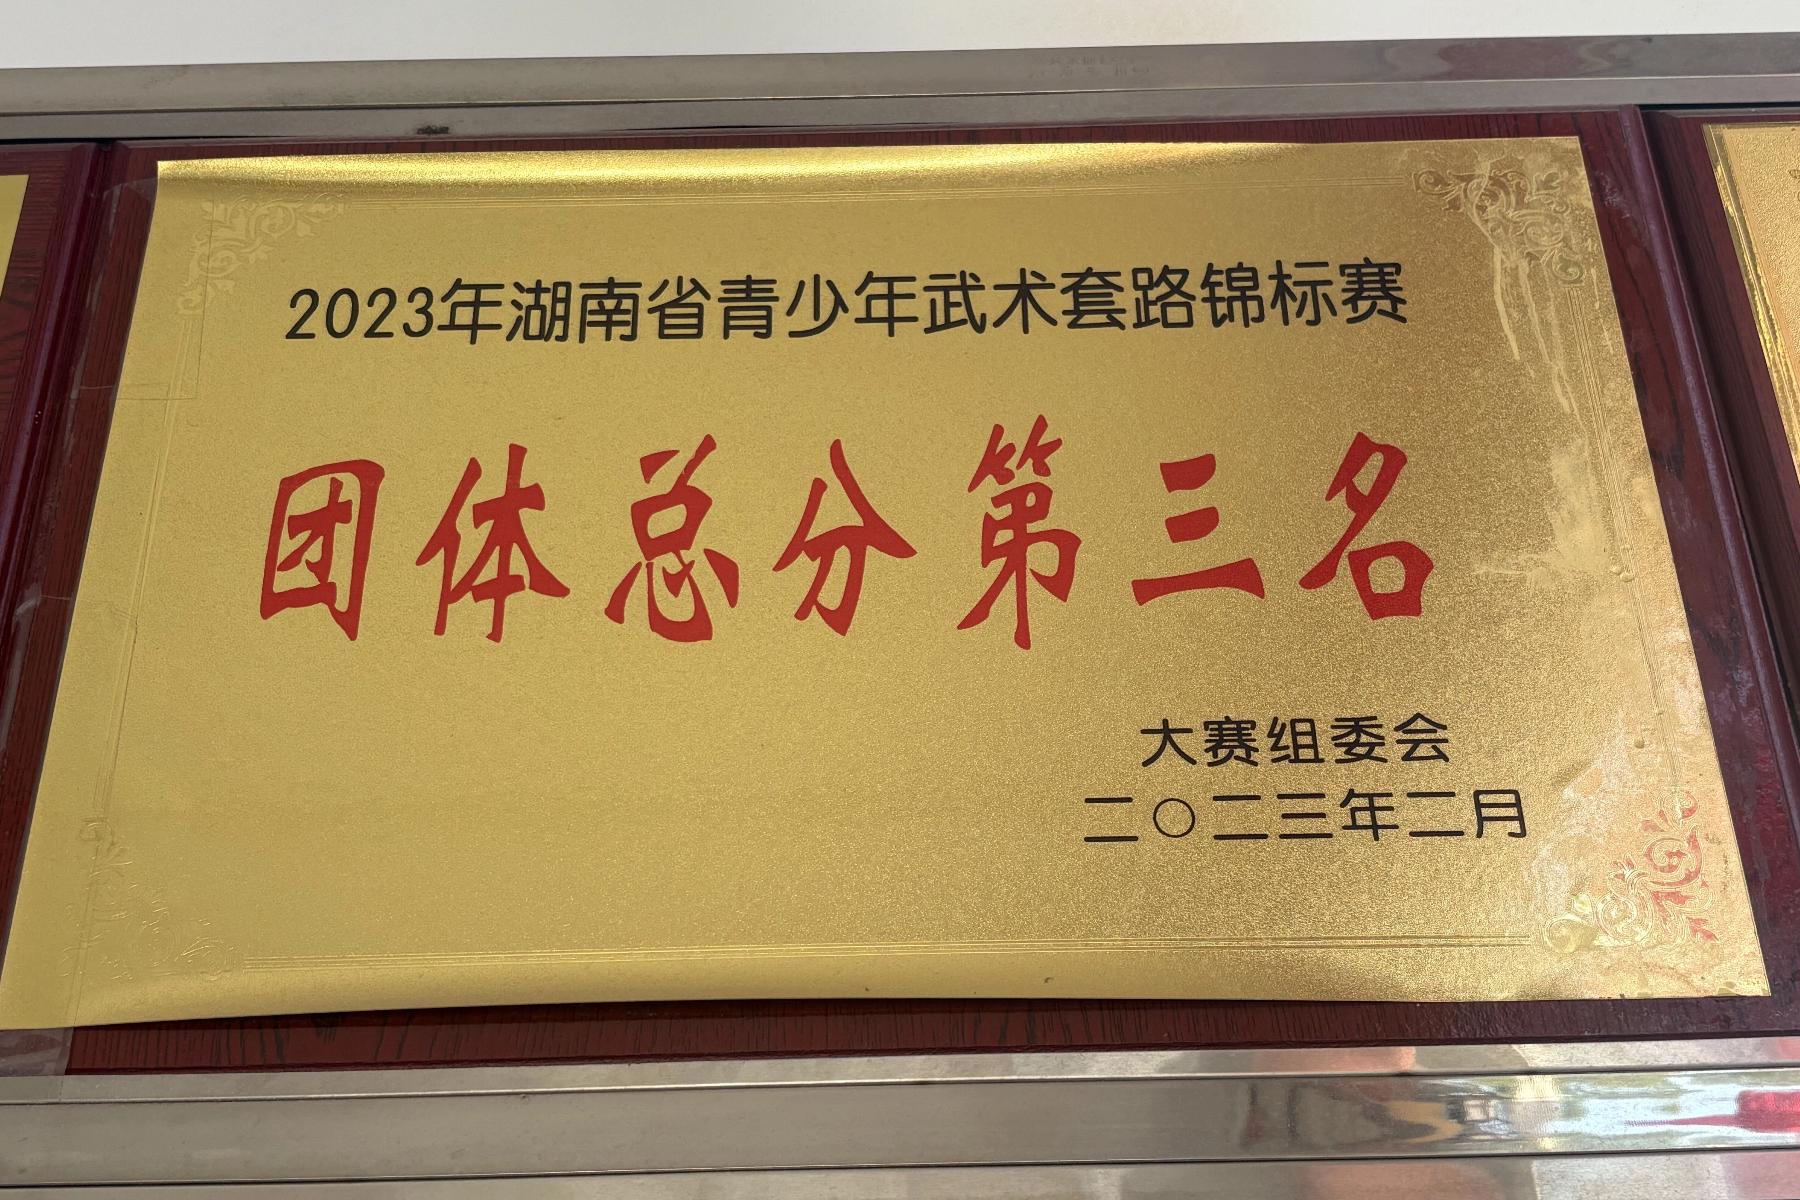 2023年湖南省青少年武术套路锦标赛
团体总分第三名
大赛组委会
二〇二三年二月